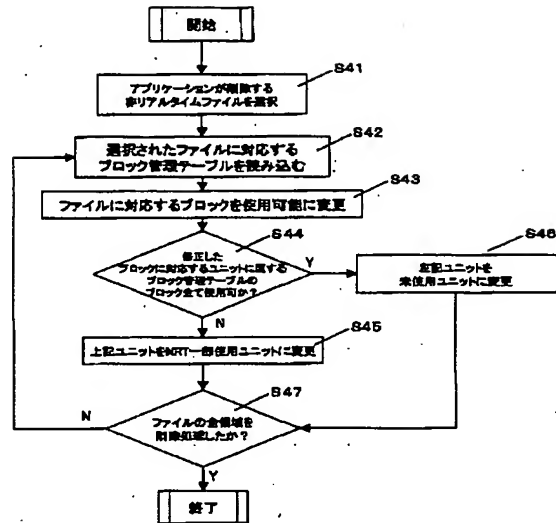 開始
S41
アプリケーションが削除する
非リアルタイムファイルを選択
S42
選択されたファイルに対応する
ブロック管理テーブルを読み込む
S43
ファイルに対応するブロックを使用可能に変更
S44
修正した
ブロックに対応するユニットに属する
ブロック管理テーブルの
ブロック全て使用可か?
Y
N
S46
左記ユニットを
未使用ユニットに変更
S45
上記ユニットをNRT一部使用ユニットに変更
S47
ファイルの全領域を
削除処理したか?
N
Y
終了